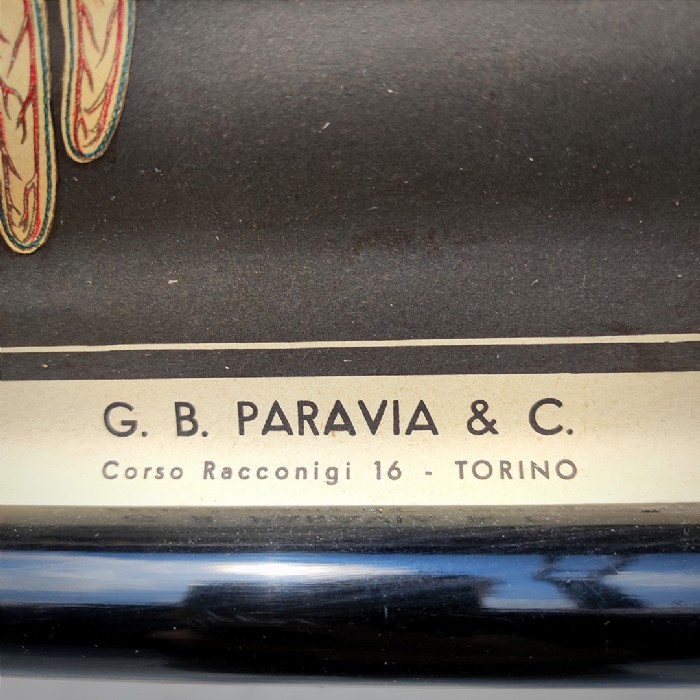 G. B. PARAVIA & C.
Corso Racconigi 16 - TORINO